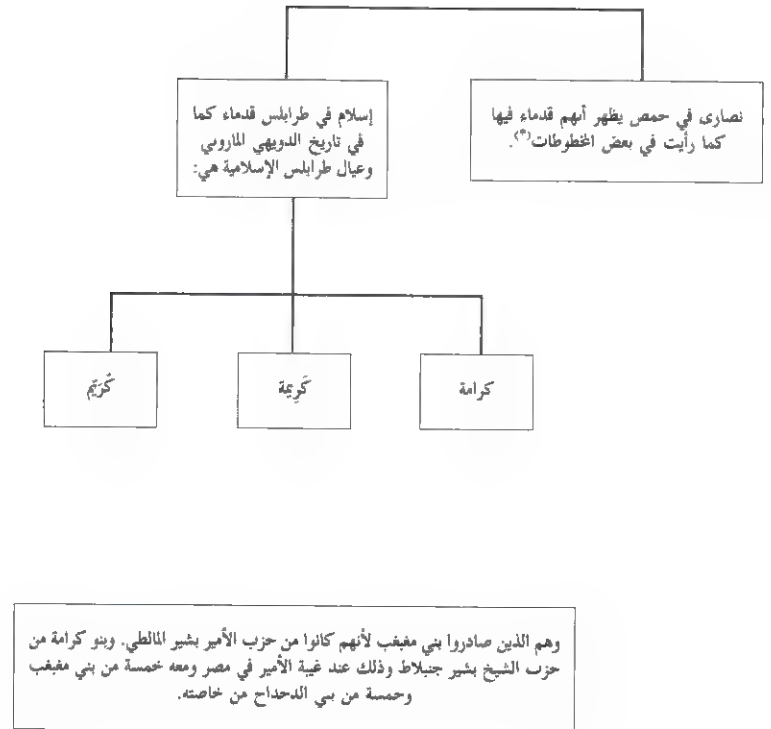 نصارى في حمص يظهر أنهم قدماء فيها
كما رأيت في بعض المخطوطات(*).
إسلام في طرابلس قدماء كما
في تاريخ الدويهي الماروني
وعيال طرابلس الإسلامية هي:
كرامة
كَرِيمة
كُرَيِّم
وهم الذين صادروا بني مغبغب لأنهم كانوا من حزب الأمير بشير المالطي. وبنو كرامة من
حزب الشيخ بشير جنبلاط وذلك عند غيبة الأمير في مصر ومعه خمسة من بني مغبغب
وخمسة من بني الدحداح من خاصته.